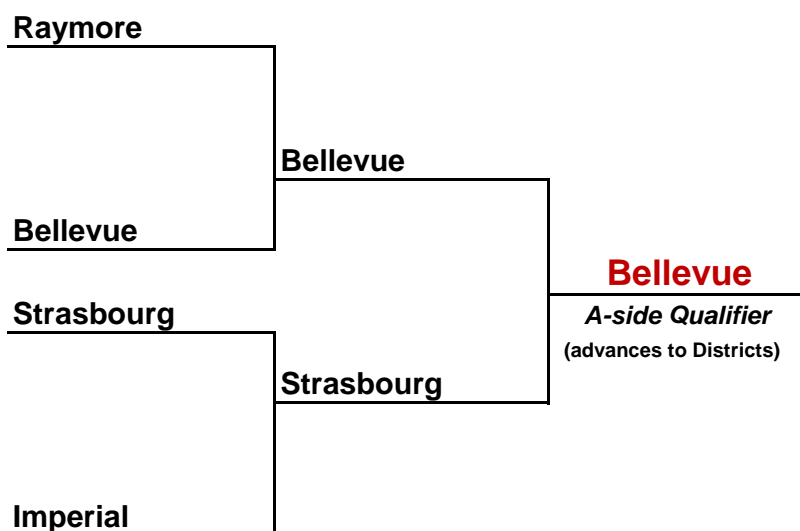 Raymore
Bellevue
Bellevue
Bellevue
Strasbourg
A-side Qualifier
(advances to Districts)
Strasbourg
Imperial